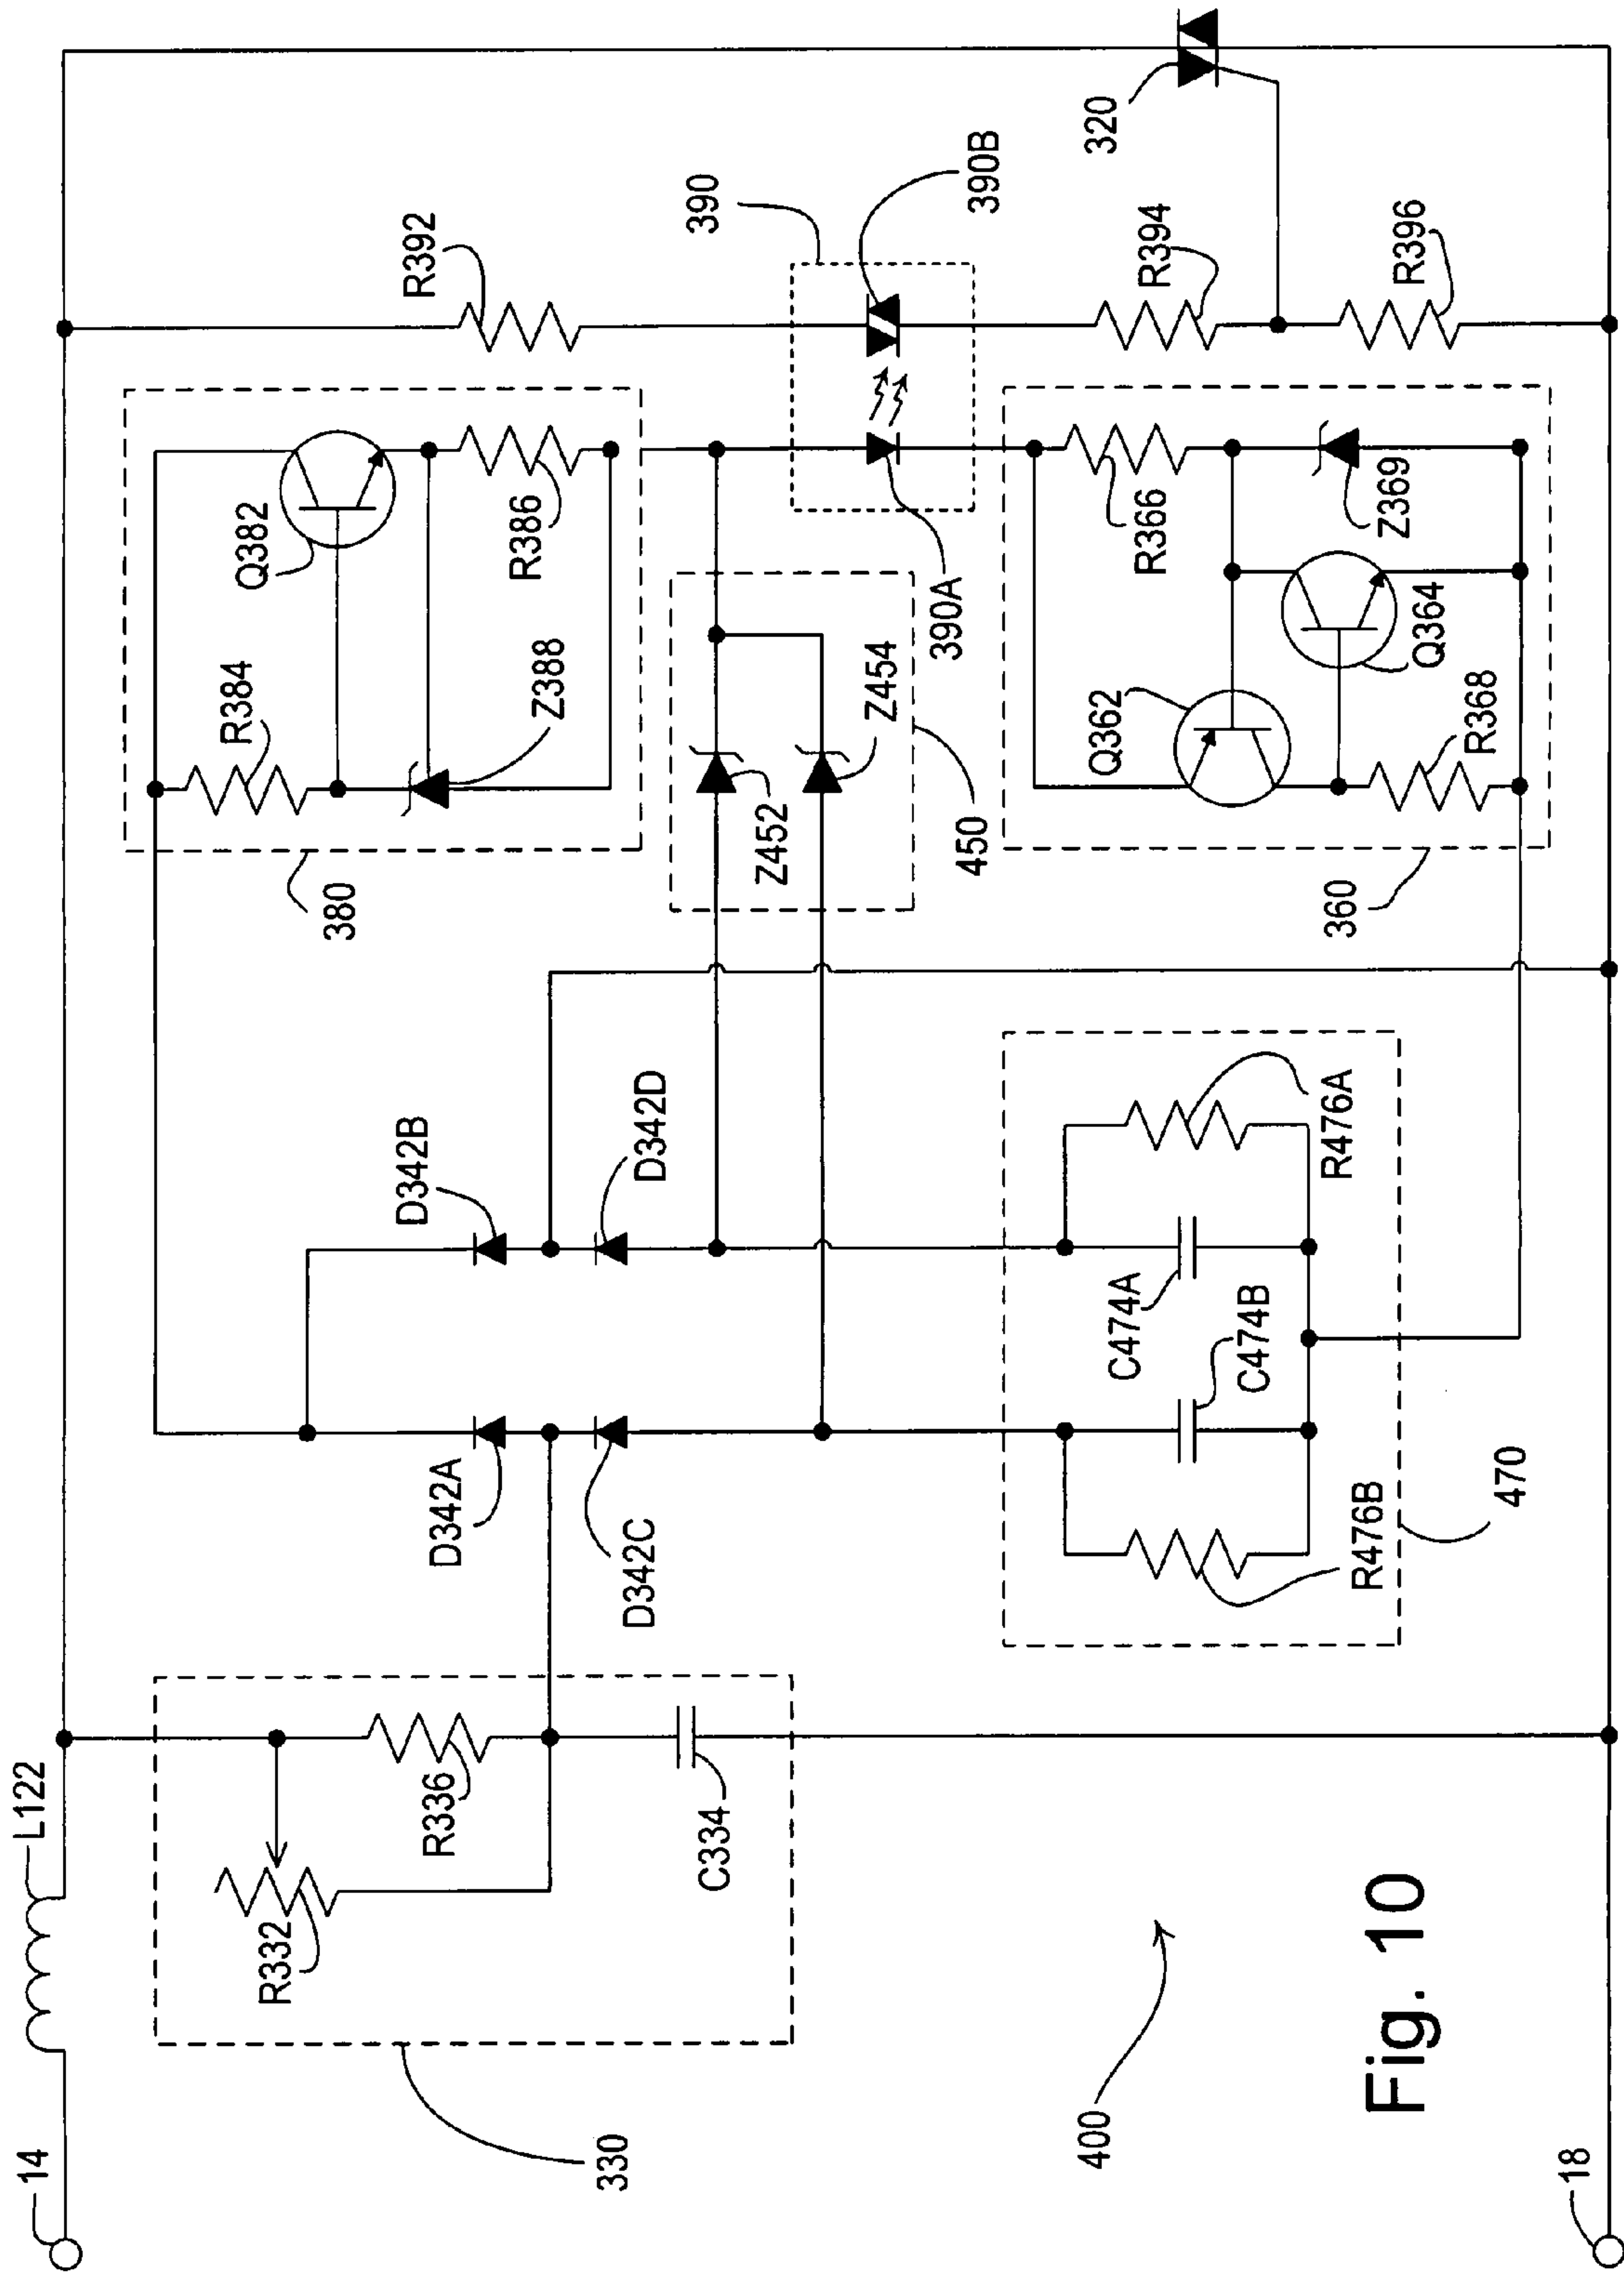 14
L122
R332
R336
C334
330
D342A
D342B
D342C
D342D
380
R384
Q382
Z388
R386
R392
390
390B
390A
Z452
Z454
450
R394
R396
320
R366
Z369
Q362
Q364
R368
360
R476A
C474A
C474B
R476B
470
400
Fig. 10
18